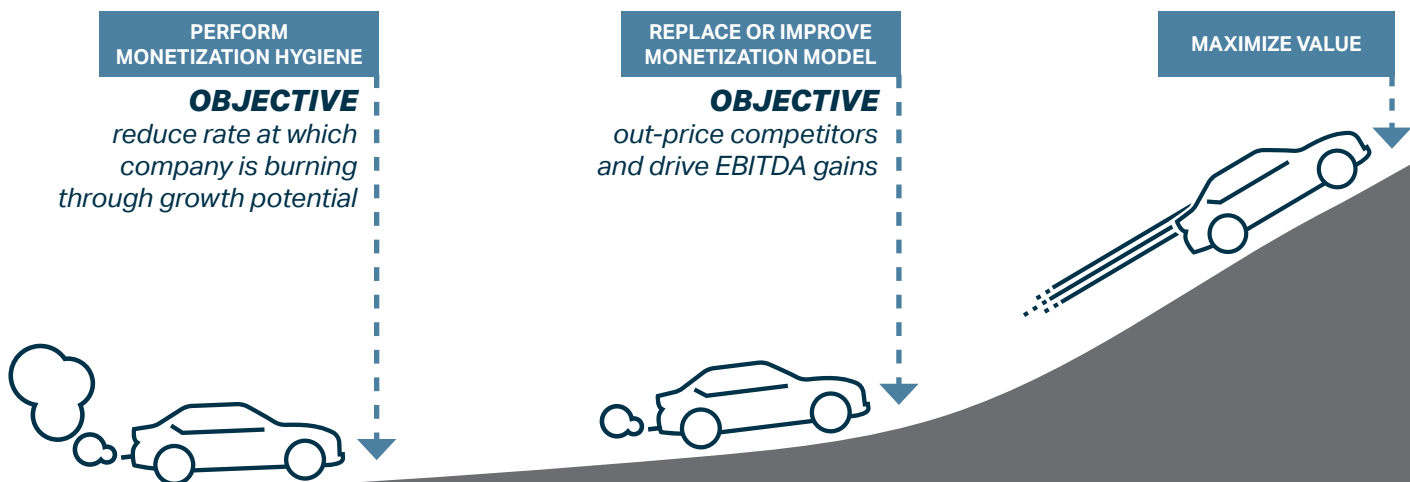 PERFORM
MONETIZATION HYGIENE
OBJECTIVE
reduce rate at which
company is burning
through growth potential
REPLACE OR IMPROVE
MONETIZATION MODEL
OBJECTIVE
out-price competitors
and drive EBITDA gains
MAXIMIZE VALUE